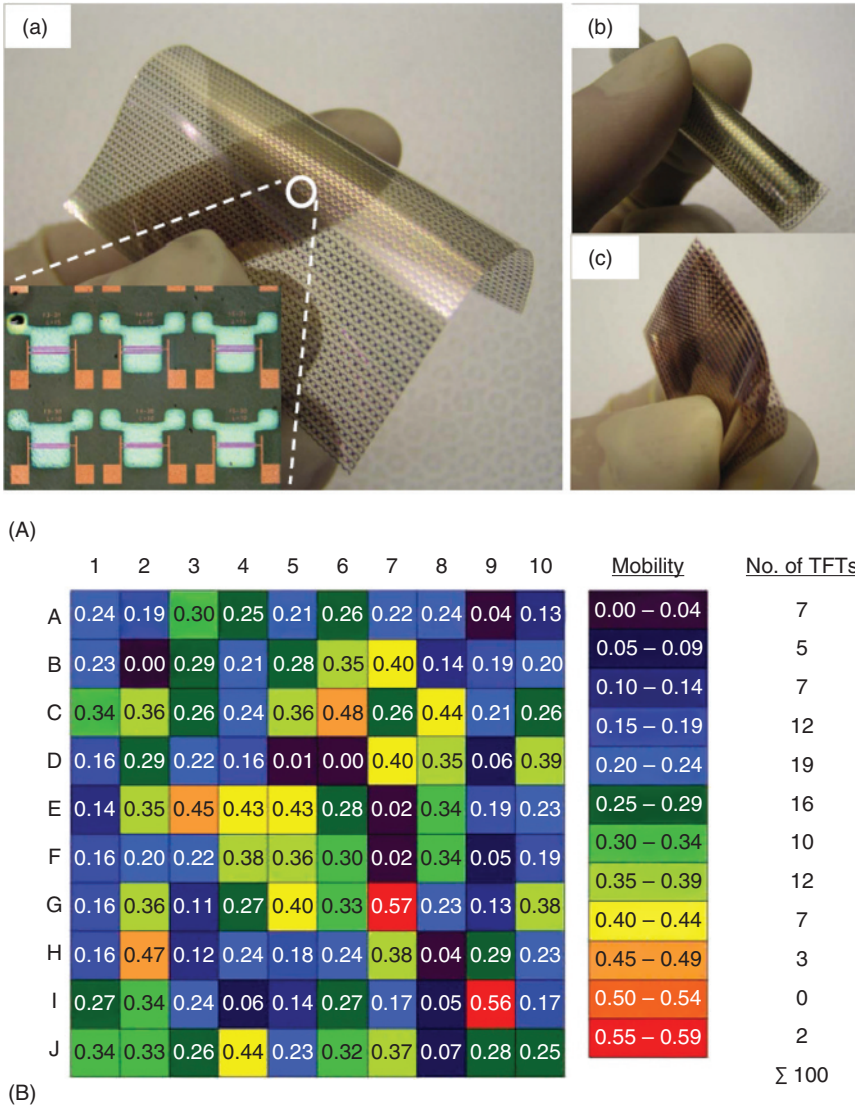 (a)
(b)
(c)
(A)
1 2 3 4 5 6 7 8 9 10 Mobility No. of TFTs
A 0.24 0.19 0.30 0.25 0.21 0.26 0.22 0.24 0.04 0.13 0.00 – 0.04 7
B 0.23 0.00 0.29 0.21 0.28 0.35 0.40 0.14 0.19 0.20 0.05 – 0.09 5
0.10 – 0.14 7
C 0.34 0.36 0.26 0.24 0.36 0.48 0.26 0.44 0.21 0.26 0.15 – 0.19 12
D 0.16 0.29 0.22 0.16 0.01 0.00 0.40 0.35 0.06 0.39 0.20 – 0.24 19
E 0.14 0.35 0.45 0.43 0.43 0.28 0.02 0.34 0.19 0.23 0.25 – 0.29 16
F 0.16 0.20 0.22 0.38 0.36 0.30 0.02 0.34 0.05 0.19 0.30 – 0.34 10
0.35 – 0.39 12
G 0.16 0.36 0.11 0.27 0.40 0.33 0.57 0.23 0.13 0.38 0.40 – 0.44 7
H 0.16 0.47 0.12 0.24 0.18 0.24 0.38 0.04 0.29 0.23 0.45 – 0.49 3
I 0.27 0.34 0.24 0.06 0.14 0.27 0.17 0.05 0.56 0.17 0.50 – 0.54 0
J 0.34 0.33 0.26 0.44 0.23 0.32 0.37 0.07 0.28 0.25 0.55 – 0.59 2
Σ 100
(B)